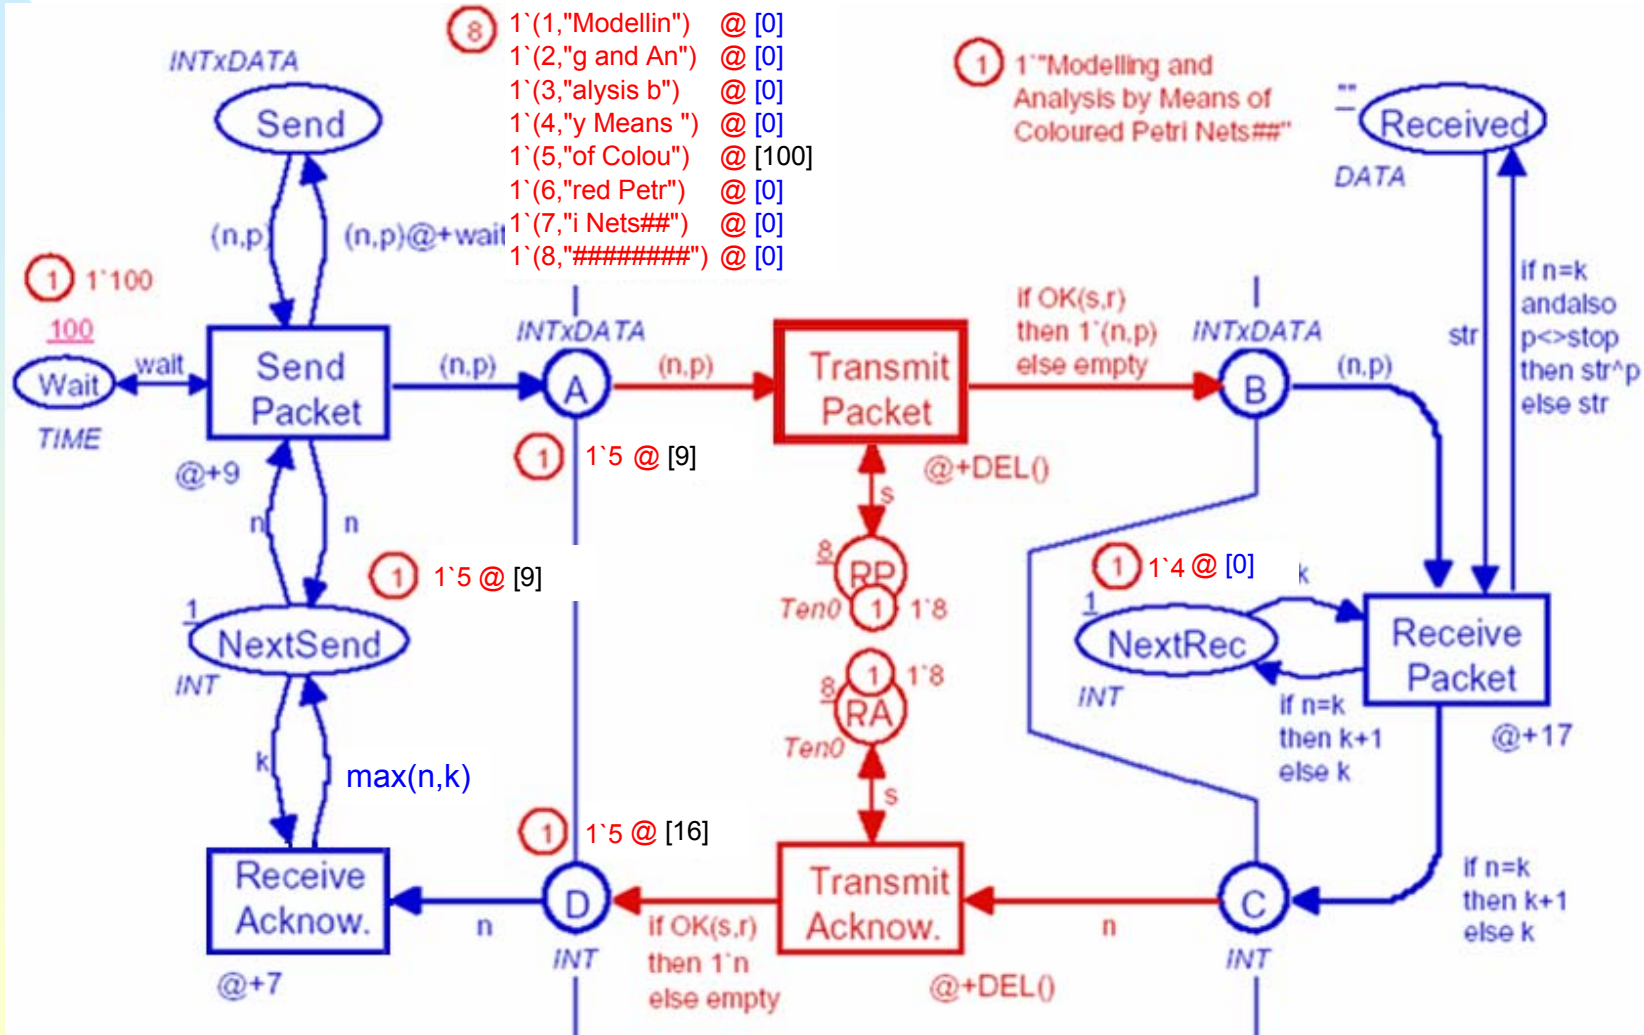 INTxDATA
Send
(n,p)
(n,p)@+wait
8
1`(1,"Modellin") @ [0]
1`(2,"g and An") @ [0]
1`(3,"alysis b") @ [0]
1`(4,"y Means ") @ [0]
1`(5,"of Colou") @ [100]
1`(6,"red Petr") @ [0]
1`(7,"i Nets##") @ [0]
1`(8,"########") @ [0]
1
1`"Modelling and
Analysis by Means of
Coloured Petri Nets##"
""
Received
DATA
1
1`100
100
Wait
TIME
wait
Send
Packet
@+9
(n,p)
INTxDATA
A
1
1`5 @ [9]
(n,p)
Transmit
Packet
@+DEL()
if OK(s,r)
then 1`(n,p)
else empty
INTxDATA
B
(n,p)
str
if n=k
andalso
p<>stop
then str^p
else str
n
n
1
1`5 @ [9]
1
NextSend
INT
s
8
RP
Ten0
1
1`8
1
1`8
8
RA
Ten0
s
1
1`4 @ [0]
k
1
NextRec
INT
Receive
Packet
@+17
if n=k
then k+1
else k
k
max(n,k)
1
1`5 @ [16]
Receive
Acknow.
@+7
n
D
INT
if OK(s,r)
then 1`n
else empty
Transmit
Acknow.
@+DEL()
n
C
INT
if n=k
then k+1
else k